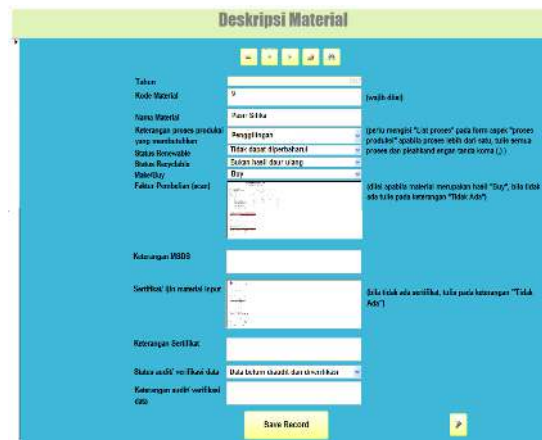 Deskripsi Material
Tahun
Kode Material
9
(wajib diisi)
Nama Material
Pasir Silika
Keterangan proses produksi
yang membutuhkan
Penggilingan
(perlu mengisi "List proses" pada form aspek "proses
produksi" apabila proses lebih dari satu, tulis semua
proses dan pisahkand engan tanda koma (,) )
Status Renewable
Tidak dapat diperbaharui
Status Recyclable
Bukan hasil daur ulang
Make/Buy
Buy
Faktur Pembelian (scan)
(diisi apabila material merupakan hasil "Buy", bila tidak
ada tulis pada keterangan "Tidak Ada")
Keterangan MSDS
Sertifikat/ Ijin material input
(bila tidak ada sertifikat, tulis pada keterangan "Tidak
Ada")
Keterangan Sertifikat
Status audit/ verifikasi data
Data belum diaudit dan diverifikasi
Keterangan audit/ verifikasi
data
Save Record